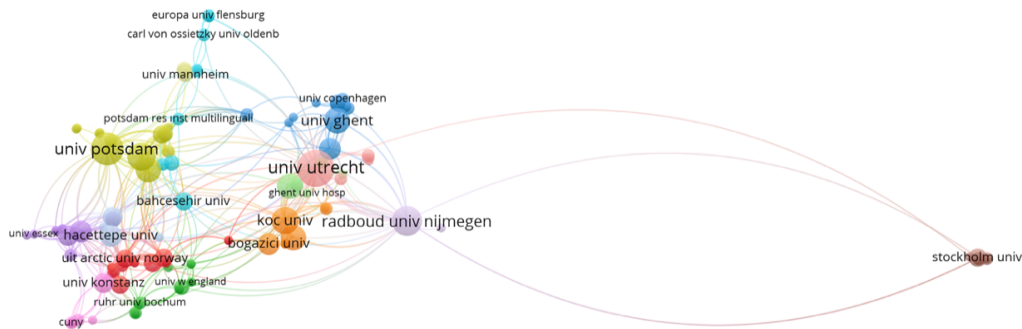 europa univ flensburg
carl von ossietzky univ oldenb
univ mannheim
univ copenhagen
potsdam res inst multilinguali
univ ghent
univ potsdam
univ utrecht
ghent univ hosp
bahcesehir univ
koc univ
radboud univ nijmegen
univ essex
hacettepe univ
bogazici univ
uit arctic univ norway
stockholm univ
univ konstanz
univ w england
ruhr univ bochum
cuny